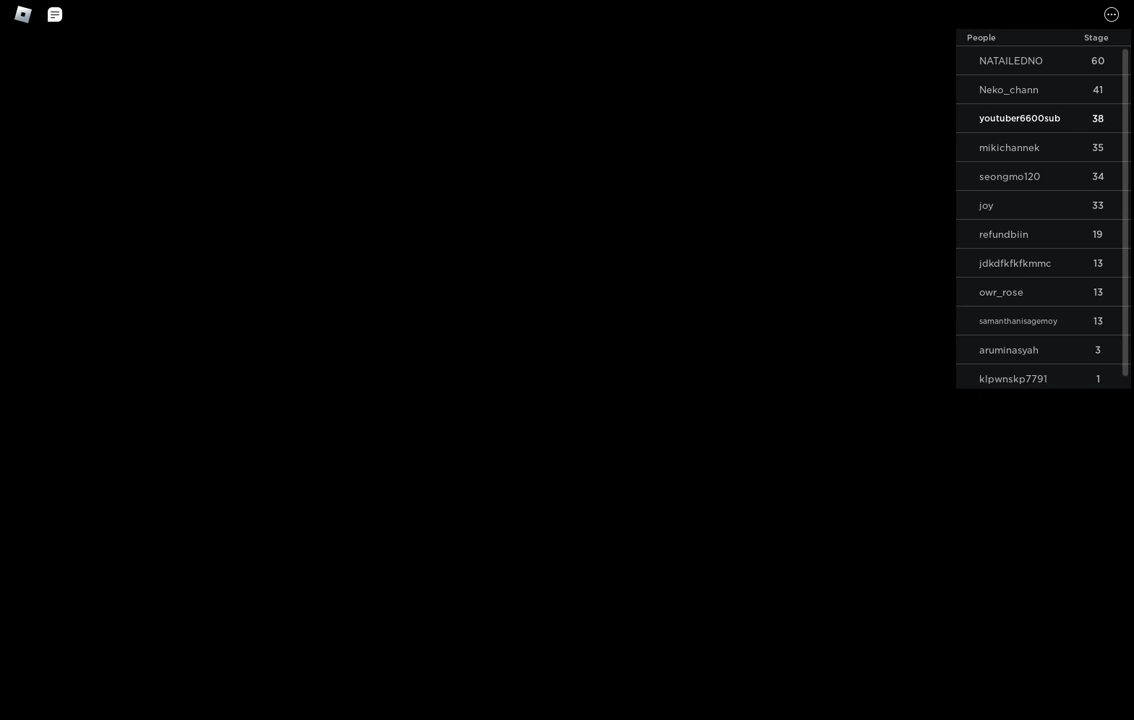 People Stage
NATAILEDNO 60
Neko_chann 41
youtuber6600sub 38
mikichannek 35
seongmo120 34
joy 33
refundbiin 19
jdkdfkfkfkmmc 13
owr_rose 13
samanthanisagemoy 13
aruminasyah 3
klpwnskp7791 1